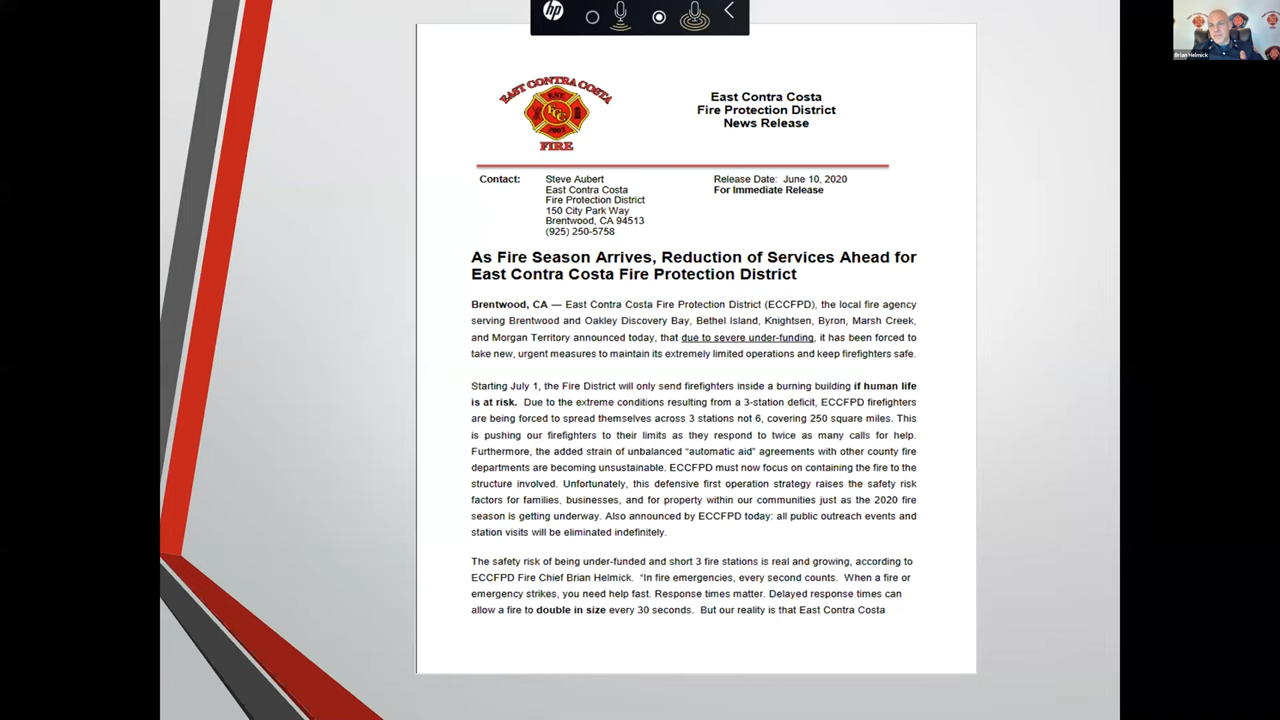 hp
Brian Helmick
EAST CONTRA COSTA
EST.
2002
FIRE
East Contra Costa
Fire Protection District
News Release
Contact:
Steve Aubert
East Contra Costa
Fire Protection District
150 City Park Way
Brentwood, CA 94513
(925) 250-5758
Release Date: June 10, 2020
For Immediate Release
As Fire Season Arrives, Reduction of Services Ahead for
East Contra Costa Fire Protection District
Brentwood, CA — East Contra Costa Fire Protection District (ECCFPD), the local fire agency
serving Brentwood and Oakley Discovery Bay, Bethel Island, Knightsen, Byron, Marsh Creek,
and Morgan Territory announced today, that due to severe under-funding, it has been forced to
take new, urgent measures to maintain its extremely limited operations and keep firefighters safe.
Starting July 1, the Fire District will only send firefighters inside a burning building if human life
is at risk. Due to the extreme conditions resulting from a 3-station deficit, ECCFPD firefighters
are being forced to spread themselves across 3 stations not 6, covering 250 square miles. This
is pushing our firefighters to their limits as they respond to twice as many calls for help.
Furthermore, the added strain of unbalanced “automatic aid” agreements with other county fire
departments are becoming unsustainable. ECCFPD must now focus on containing the fire to the
structure involved. Unfortunately, this defensive first operation strategy raises the safety risk
factors for families, businesses, and for property within our communities just as the 2020 fire
season is getting underway. Also announced by ECCFPD today: all public outreach events and
station visits will be eliminated indefinitely.
The safety risk of being under-funded and short 3 fire stations is real and growing, according to
ECCFPD Fire Chief Brian Helmick. “In fire emergencies, every second counts. When a fire or
emergency strikes, you need help fast. Response times matter. Delayed response times can
allow a fire to double in size every 30 seconds. But our reality is that East Contra Costa